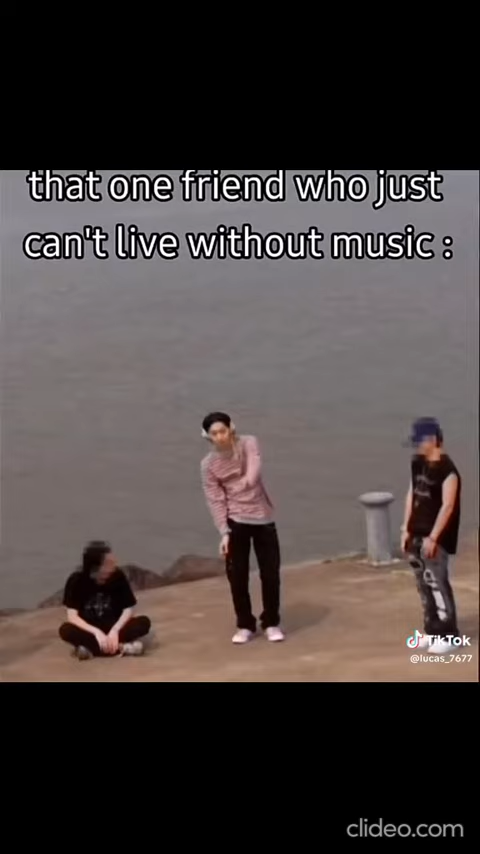 that one friend who just
can't live without music :
TikTok
@lucas_7677
clideo.com